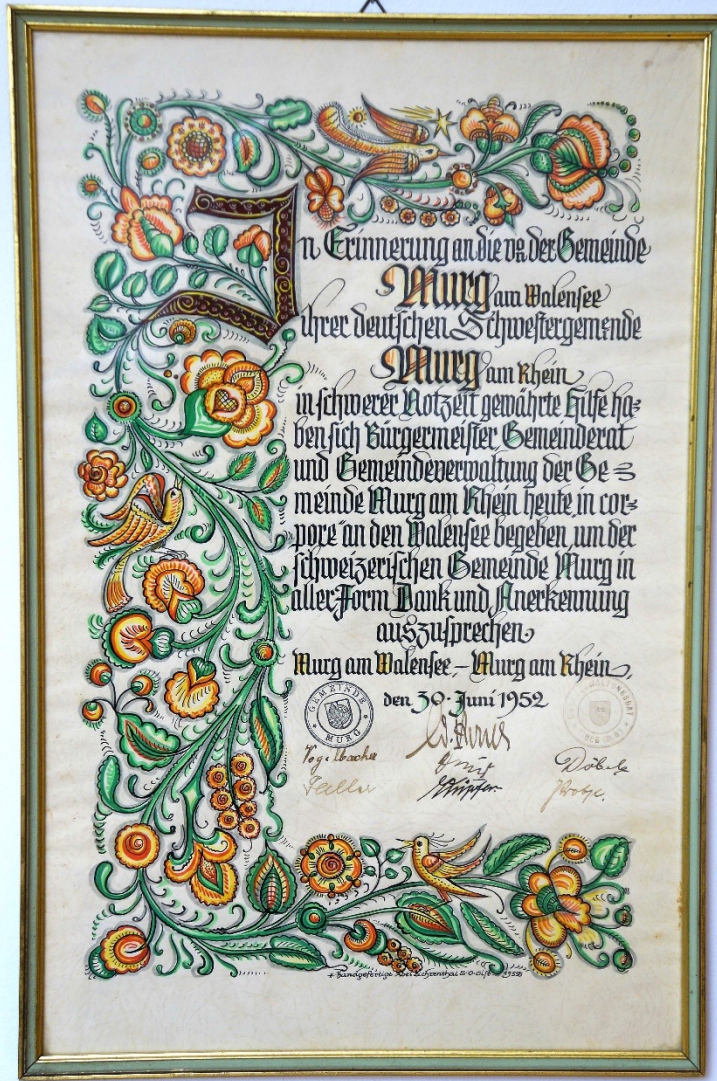 In Erinnerung an die von der Gemeinde
Murg am Walensee
ihrer deutschen Schwestergemeinde
Murg am Rhein
in schwerer Notzeit gewährte Hilfe ha=
ben sich Bürgermeister Gemeinderat
und Gemeindeverwaltung der Ge=
meinde Murg am Rhein heute „in cor=
pore“ an den Walensee begeben, um der
schweizerischen Gemeinde Murg in
aller Form Dank und Anerkennung
auszusprechen.
Murg am Walensee – Murg am Rhein,
den 30. Juni 1952
GEMEINDE MURG
Döbele